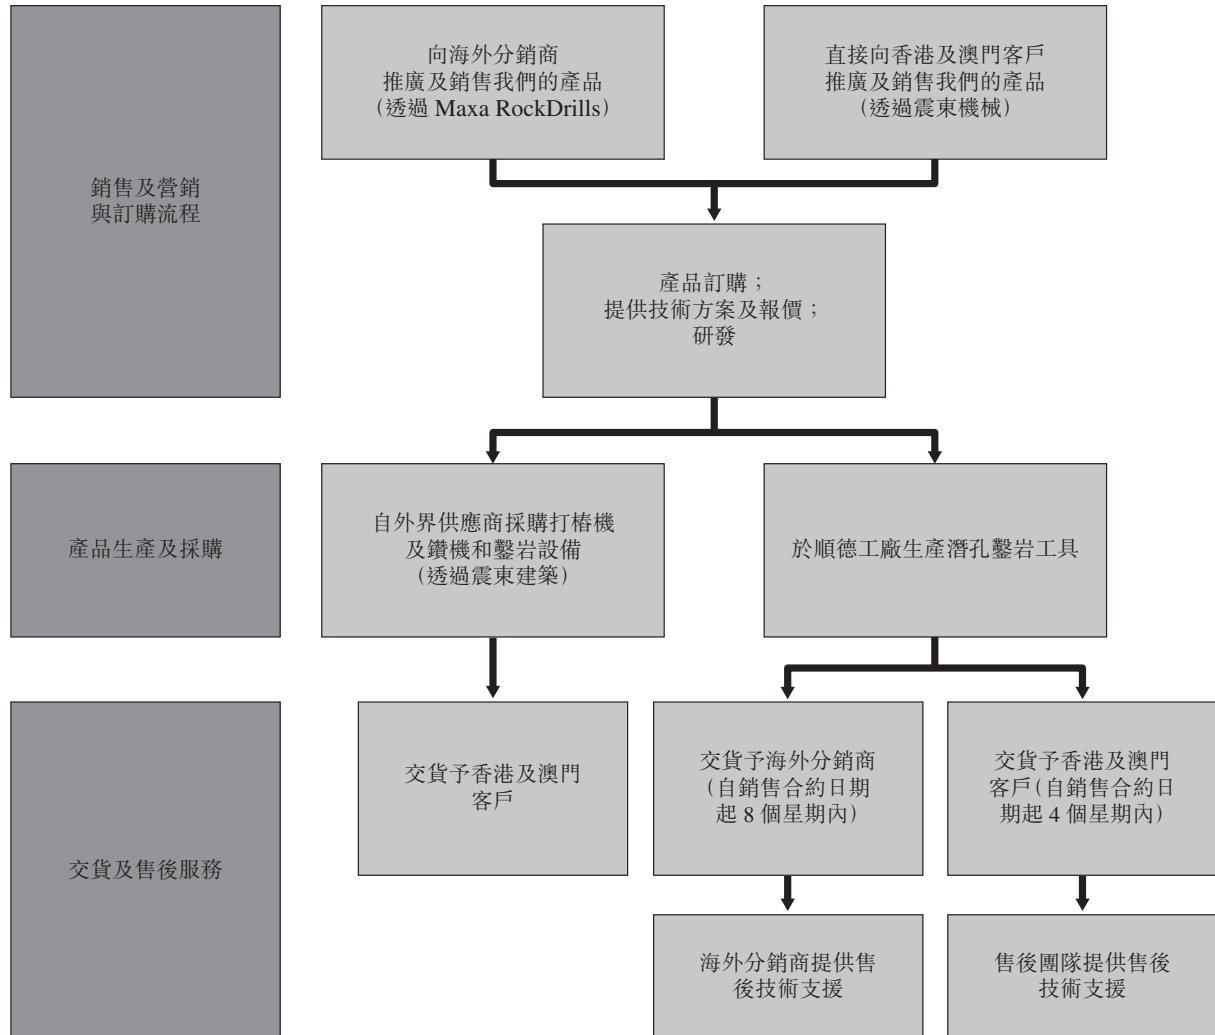 向海外分銷商
推廣及銷售我們的產品
（透過 Maxa RockDrills）
直接向香港及澳門客戶
推廣及銷售我們的產品
（透過震東機械）
銷售及營銷
與訂購流程
產品訂購；
提供技術方案及報價；
研發
產品生產及採購
自外界供應商採購打樁機
及鑽機和鑿岩設備
（透過震東建築）
於順德工廠生產潛孔鑿岩工具
交貨及售後服務
交貨予香港及澳門
客戶
交貨予海外分銷商
（自銷售合約日期
起 8 個星期內）
交貨予香港及澳門
客戶（自銷售合約日
期起 4 個星期內）
海外分銷商提供售
後技術支援
售後團隊提供售後
技術支援